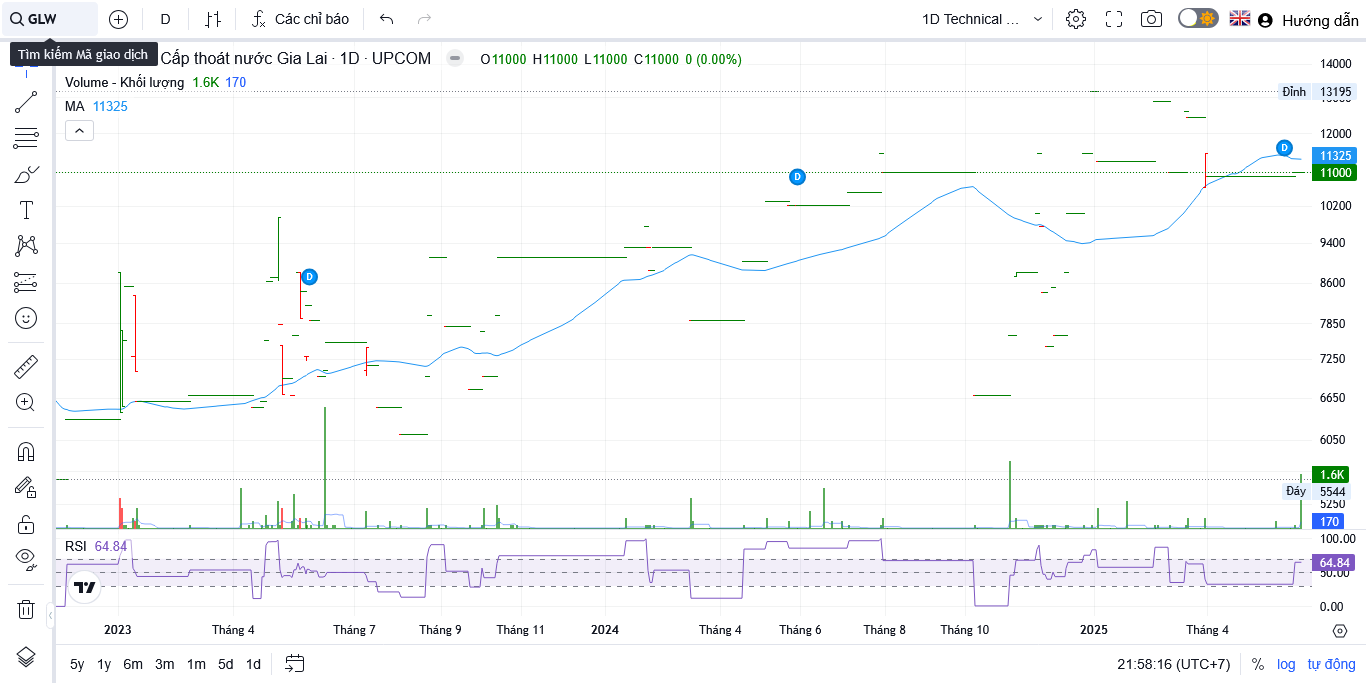 GLW
D
Các chỉ báo
1D Technical ...
Hướng dẫn
Tìm kiếm Mã giao dịch
Cấp thoát nước Gia Lai · 1D · UPCOM
O11000 H11000 L11000 C11000 0 (0.00%)
Volume - Khối lượng 1.6K 170
MA 11325
14000
Đỉnh 13195
12000
11325
11000
10200
9400
8600
7850
7250
6650
6050
1.6K
Đáy 5544
5250
170
D
D
D
RSI 64.84
100.00
64.84
50.00
0.00
2023 Tháng 4 Tháng 7 Tháng 9 Tháng 11 2024 Tháng 4 Tháng 6 Tháng 8 Tháng 10 2025 Tháng 4
5y 1y 6m 3m 1m 5d 1d
21:58:16 (UTC+7) % log tự động